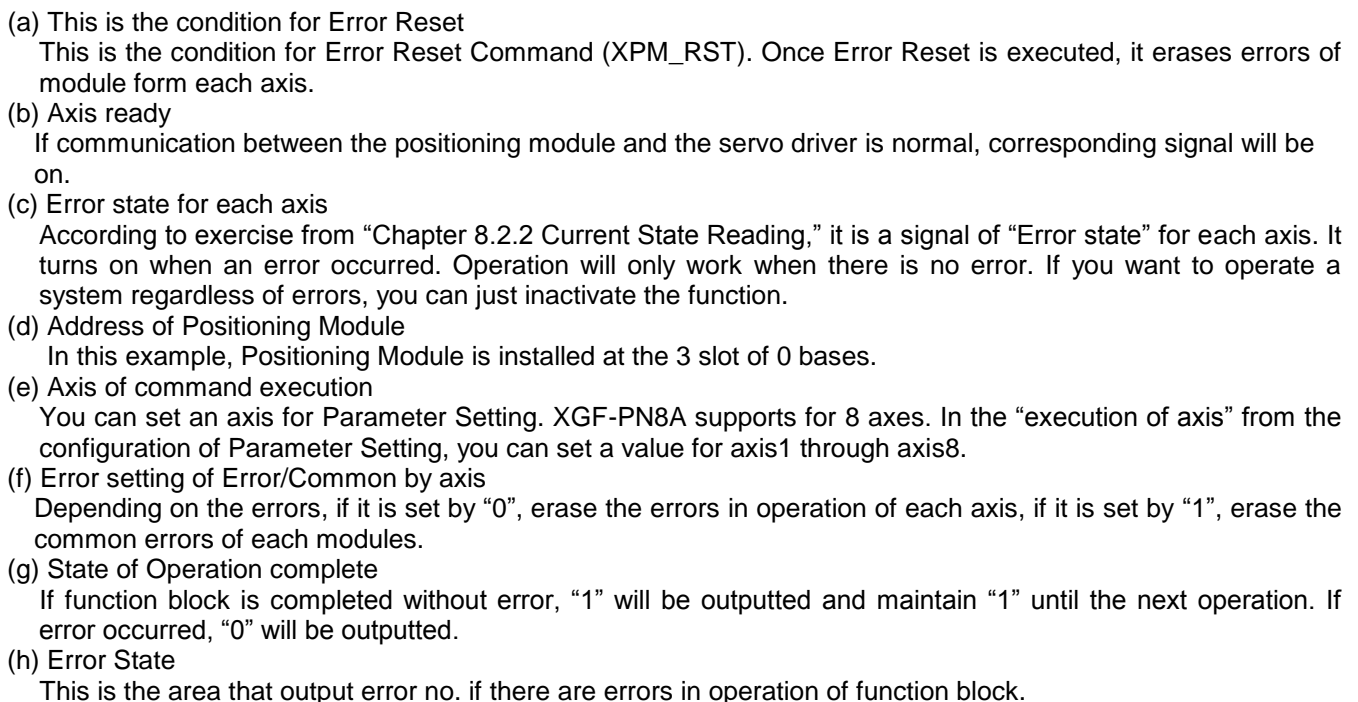 (a) This is the condition for Error Reset
This is the condition for Error Reset Command (XPM_RST). Once Error Reset is executed, it erases errors of
module form each axis.
(b) Axis ready
If communication between the positioning module and the servo driver is normal, corresponding signal will be
on.
(c) Error state for each axis
According to exercise from “Chapter 8.2.2 Current State Reading,” it is a signal of “Error state” for each axis. It
turns on when an error occurred. Operation will only work when there is no error. If you want to operate a
system regardless of errors, you can just inactivate the function.
(d) Address of Positioning Module
In this example, Positioning Module is installed at the 3 slot of 0 bases.
(e) Axis of command execution
You can set an axis for Parameter Setting. XGF-PN8A supports for 8 axes. In the “execution of axis” from the
configuration of Parameter Setting, you can set a value for axis1 through axis8.
(f) Error setting of Error/Common by axis
Depending on the errors, if it is set by “0”, erase the errors in operation of each axis, if it is set by “1”, erase the
common errors of each modules.
(g) State of Operation complete
If function block is completed without error, “1” will be outputted and maintain “1” until the next operation. If
error occurred, “0” will be outputted.
(h) Error State
This is the area that output error no. if there are errors in operation of function block.